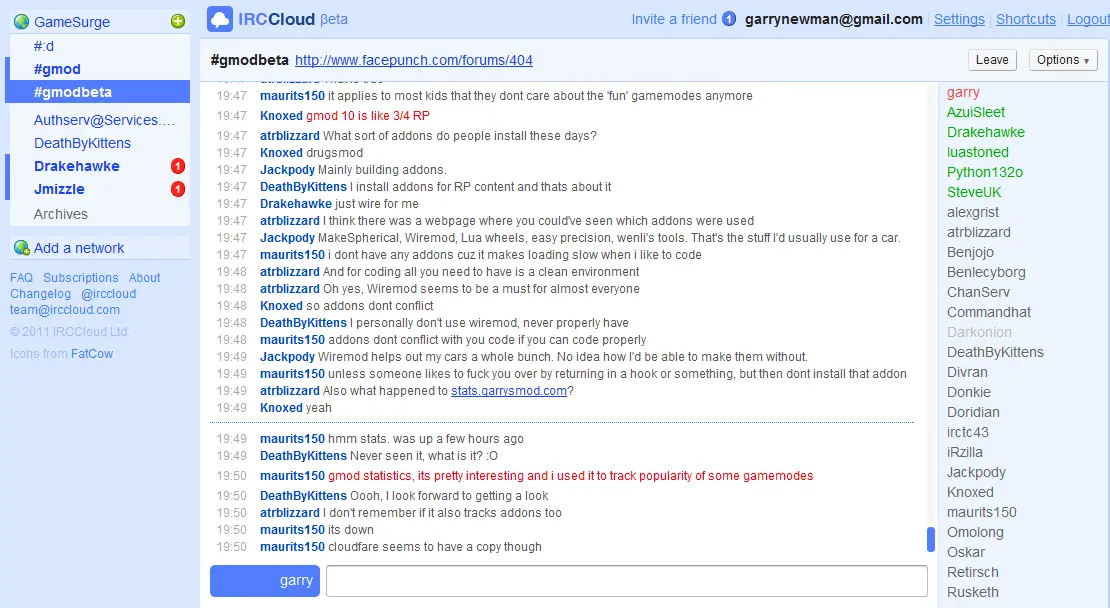 GameSurge
#:d
#gmod
#gmodbeta
Authserv@Services....
DeathByKittens
Drakehawke 1
Jmizzle 1
Archives
Add a network
FAQ Subscriptions About
Changelog @irccloud
team@irccloud.com
© 2011 IRCCloud Ltd.
Icons from FatCow
IRCCloud βeta
Invite a friend 1 garrynewman@gmail.com Settings | Shortcuts | Logout
#gmodbeta http://www.facepunch.com/forums/404
Leave Options ▾
19:47 atrblizzard That is true
19:47 maurits150 it applies to most kids that they dont care about the 'fun' gamemodes anymore
19:47 Knoxed gmod 10 is like 3/4 RP
19:47 atrblizzard What sort of addons do people install these days?
19:47 Knoxed drugsmod
19:47 Jackpody Mainly building addons.
19:47 DeathByKittens I install addons for RP content and thats about it
19:47 Drakehawke just wire for me
19:47 atrblizzard I think there was a webpage where you could've seen which addons were used
19:47 Jackpody MakeSpherical, Wiremod, Lua wheels, easy precision, wenli's tools. That's the stuff I'd usually use for a car.
19:47 maurits150 i dont have any addons cuz it makes loading slow when i like to code
19:48 atrblizzard And for coding all you need to have is a clean environment
19:48 atrblizzard Oh yes, Wiremod seems to be a must for almost everyone
19:48 Knoxed so addons dont conflict
19:48 DeathByKittens I personally don't use wiremod, never properly have
19:48 maurits150 addons dont conflict with you code if you can code properly
19:49 Jackpody Wiremod helps out my cars a whole bunch. No idea how I'd be able to make them without.
19:49 maurits150 unless someone likes to fuck you over by returning in a hook or something, but then dont install that addon
19:49 atrblizzard Also what happened to stats.garrysmod.com?
19:49 Knoxed yeah
19:49 maurits150 hmm stats. was up a few hours ago
19:49 DeathByKittens Never seen it, what is it? :O
19:50 maurits150 gmod statistics, its pretty interesting and i used it to track popularity of some gamemodes
19:50 DeathByKittens Oooh, I look forward to getting a look
19:50 atrblizzard I don't remember if it also tracks addons too
19:50 maurits150 its down
19:50 maurits150 cloudfare seems to have a copy though
garry
garry
AzuiSleet
Drakehawke
luastoned
Python132o
SteveUK
alexgrist
atrblizzard
Benjojo
Benlecyborg
ChanServ
Commandhat
Darkonion
DeathByKittens
Divran
Donkie
Doridian
irctc43
iRzilla
Jackpody
Knoxed
maurits150
Omolong
Oskar
Retirsch
Rusketh